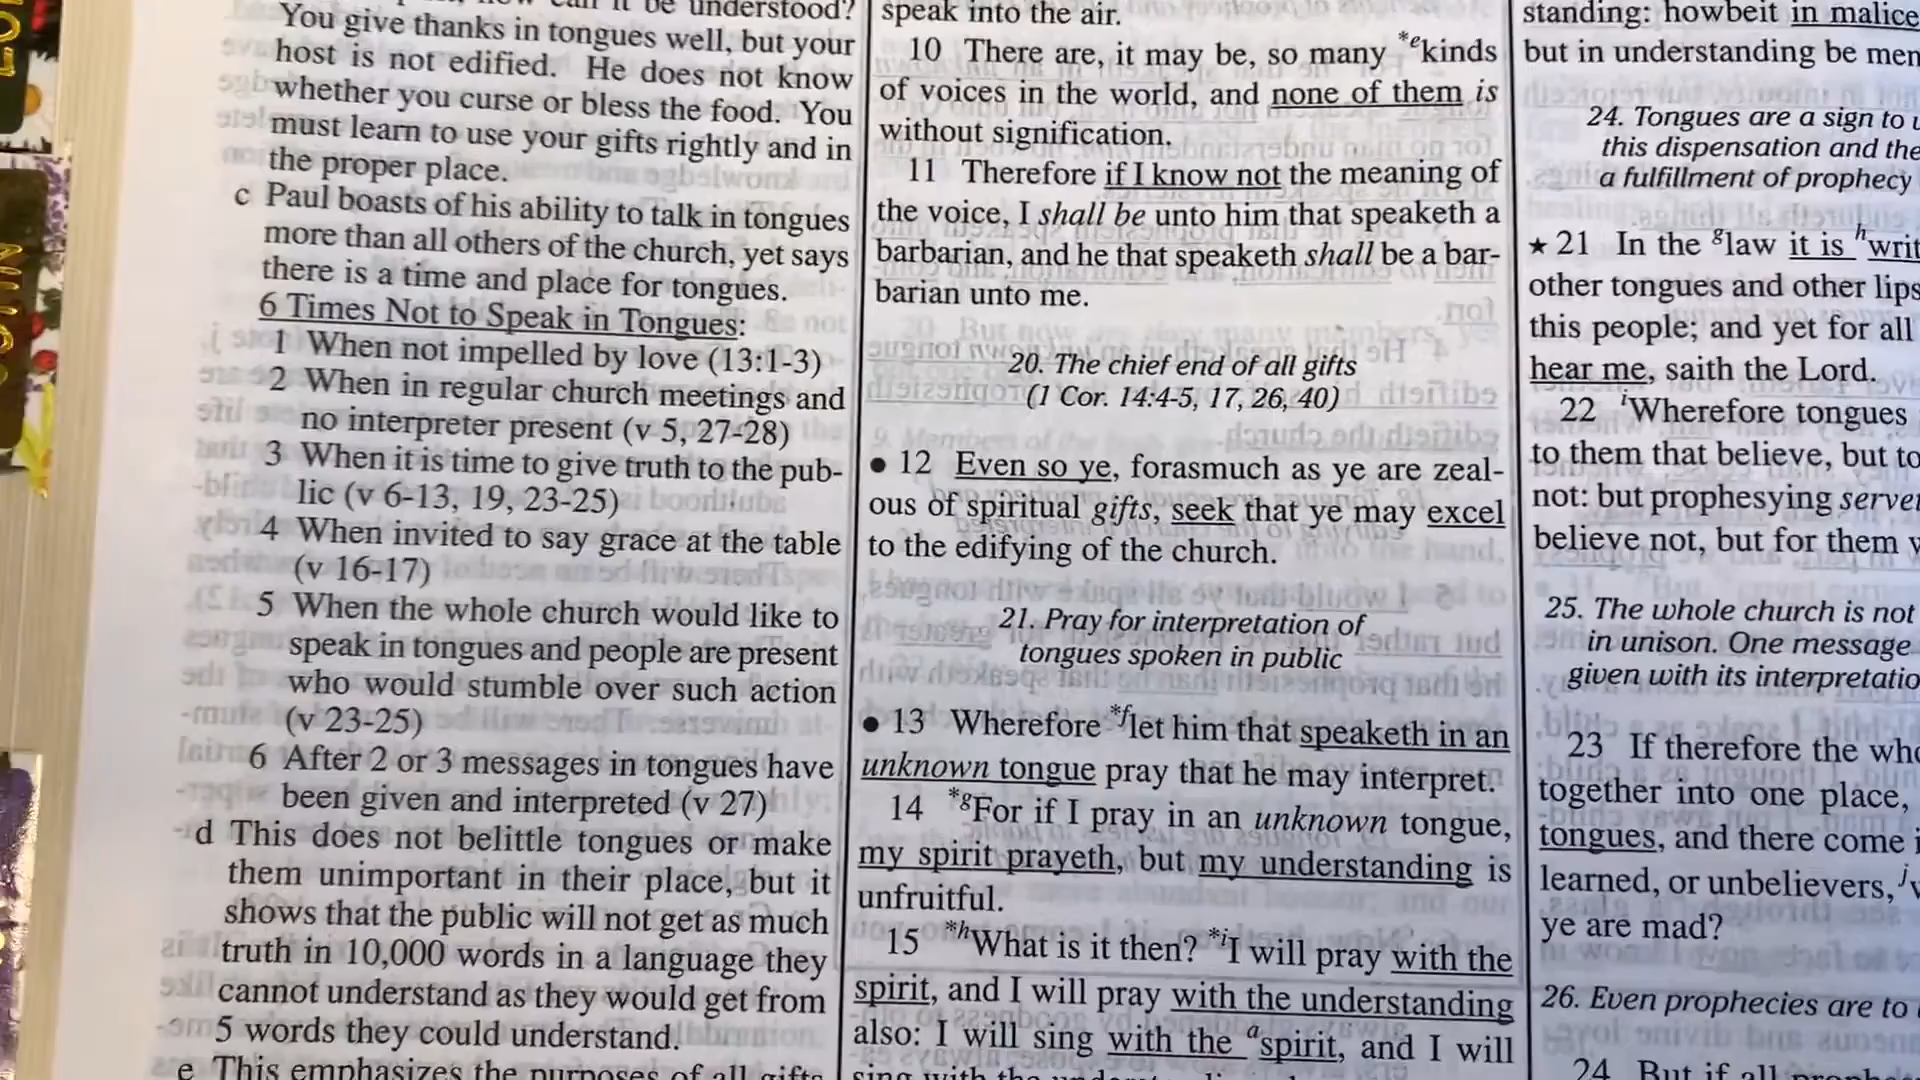 it be understood?
You give thanks in tongues well, but your
host is not edified. He does not know
whether you curse or bless the food. You
must learn to use your gifts rightly and in
the proper place.
c Paul boasts of his ability to talk in tongues
more than all others of the church, yet says
there is a time and place for tongues.
6 Times Not to Speak in Tongues:
1 When not impelled by love (13:1-3)
2 When in regular church meetings and
no interpreter present (v 5, 27-28)
3 When it is time to give truth to the pub-
lic (v 6-13, 19, 23-25)
4 When invited to say grace at the table
(v 16-17)
5 When the whole church would like to
speak in tongues and people are present
who would stumble over such action
(v 23-25)
6 After 2 or 3 messages in tongues have
been given and interpreted (v 27)
d This does not belittle tongues or make
them unimportant in their place, but it
shows that the public will not get as much
truth in 10,000 words in a language they
cannot understand as they would get from
5 words they could understand.
e This emphasizes the purposes of all gifts
speak into the air.
10 There are, it may be, so many *ekinds
of voices in the world, and none of them is
without signification.
11 Therefore if I know not the meaning of
the voice, I shall be unto him that speaketh a
barbarian, and he that speaketh shall be a bar-
barian unto me.
20. The chief end of all gifts
(1 Cor. 14:4-5, 17, 26, 40)
● 12 Even so ye, forasmuch as ye are zeal-
ous of spiritual gifts, seek that ye may excel
to the edifying of the church.
21. Pray for interpretation of
tongues spoken in public
● 13 Wherefore *flet him that speaketh in an
unknown tongue pray that he may interpret.
14 *gFor if I pray in an unknown tongue,
my spirit prayeth, but my understanding is
unfruitful.
15 *hWhat is it then? *iI will pray with the
spirit, and I will pray with the understanding
also: I will sing with the aspirit, and I will
standing: howbeit in malice
but in understanding be men
24. Tongues are a sign to
this dispensation and the
a fulfillment of prophecy
★ 21 In the glaw it is hwrit
other tongues and other lips
this people; and yet for all
hear me, saith the Lord.
22 iWherefore tongues
to them that believe, but to
not: but prophesying
believe not, but for them
25. The whole church is not
in unison. One message
given with its
23 If therefore the
together into one place,
tongues, and there come
learned, or unbelievers,
ye are mad?
26. Even prophecies are to
24 But if all